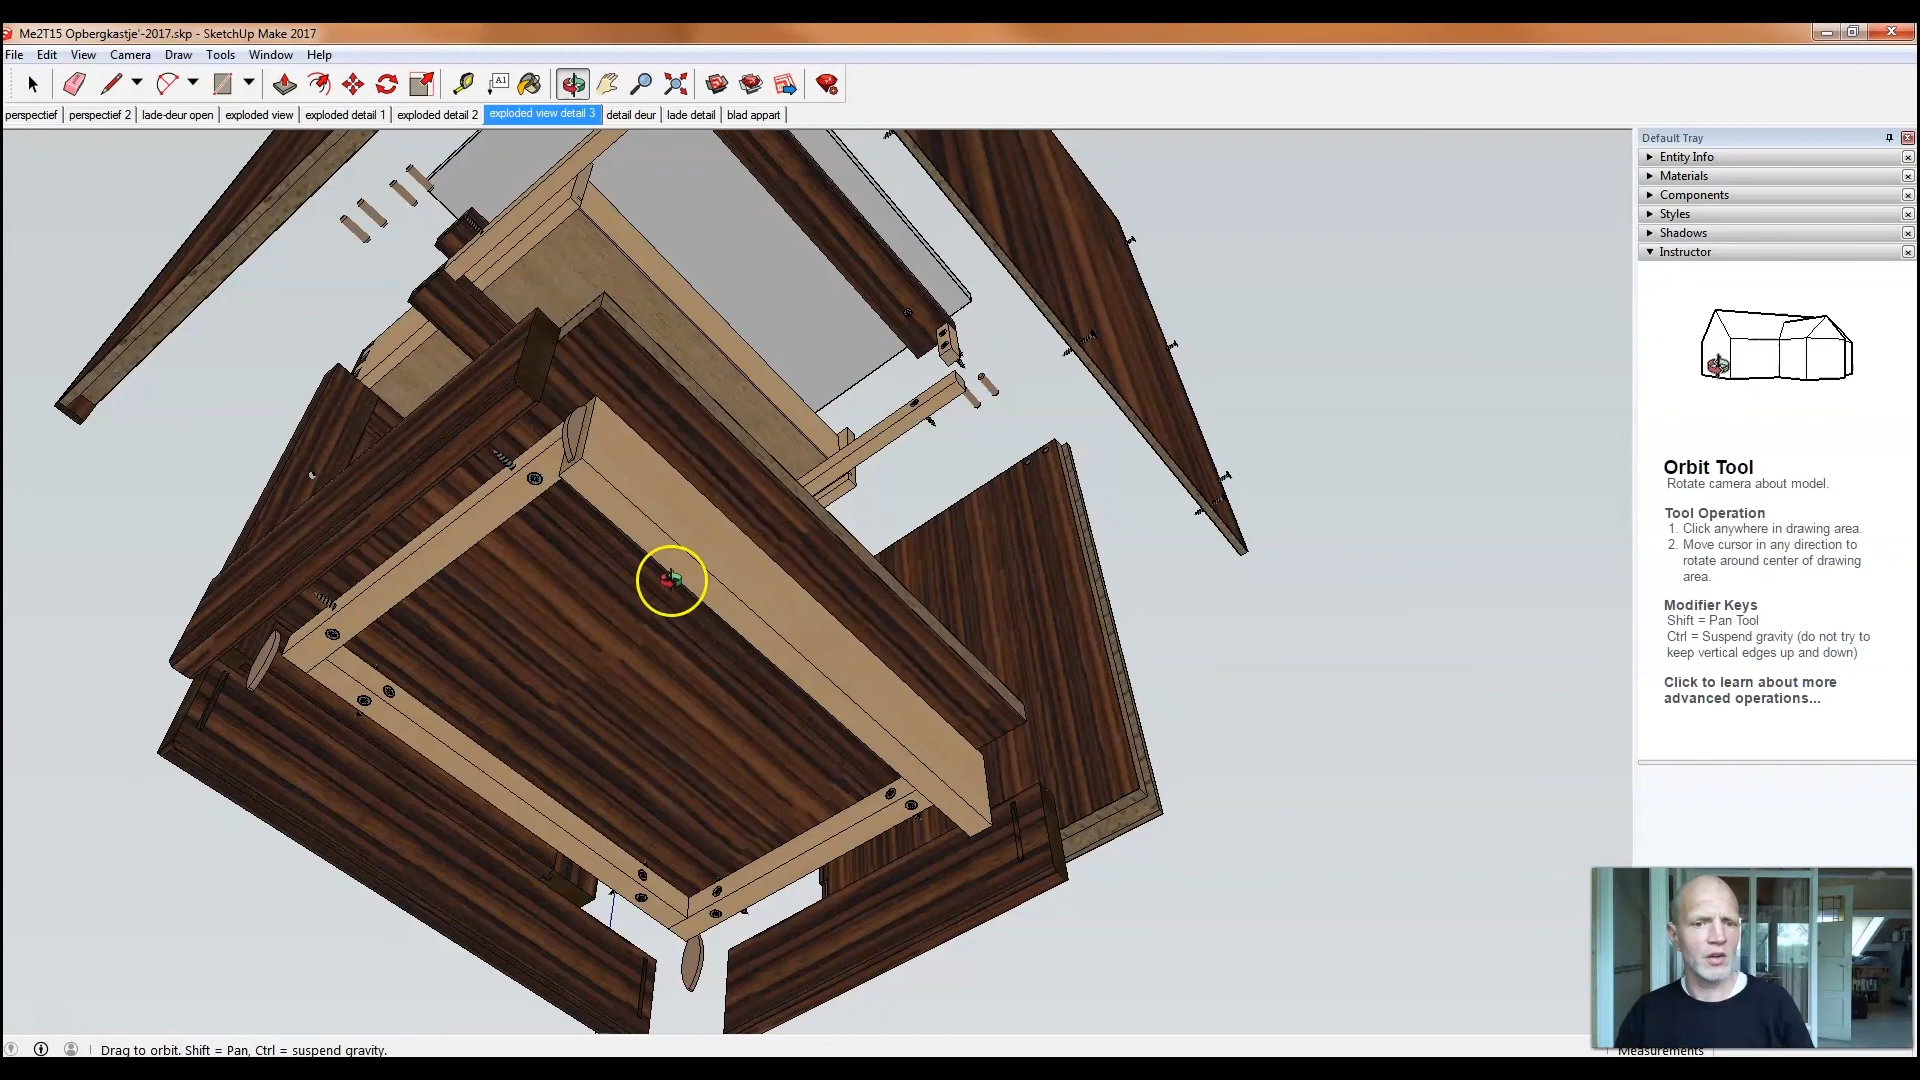 Me2T15 Opbergkastje'-2017.skp - SketchUp Make 2017
File Edit View Camera Draw Tools Window Help
A1
perspectief perspectief 2 lade-deur open exploded view exploded detail 1 exploded detail 2 exploded view detail 3 detail deur lade detail blad appart
Default Tray
Entity Info
Materials
Components
Styles
Shadows
Instructor
Orbit Tool
Rotate camera about model.
Tool Operation
1. Click anywhere in drawing area.
2. Move cursor in any direction to
rotate around center of drawing
area.
Modifier Keys
Shift = Pan Tool
Ctrl = Suspend gravity (do not try to
keep vertical edges up and down)
Click to learn about more
advanced operations...
Drag to orbit. Shift = Pan, Ctrl = suspend gravity.
Measurements